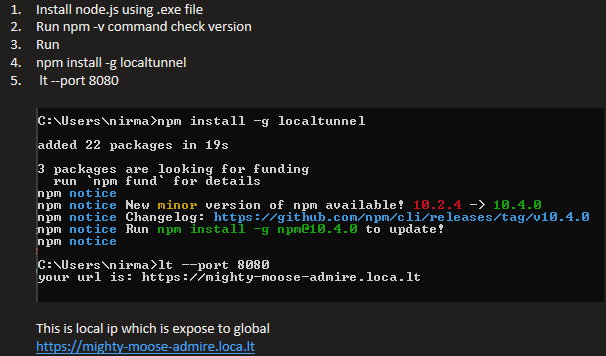 1. Install node.js using .exe file
2. Run npm -v command check version
3. Run
4. npm install -g localtunnel
5. lt --port 8080
C:\Users\nirma>npm install -g localtunnel
added 22 packages in 19s
3 packages are looking for funding
run `npm fund` for details
npm notice
npm notice New minor version of npm available! 10.2.4 -> 10.4.0
npm notice Changelog: https://github.com/npm/cli/releases/tag/v10.4.0
npm notice Run npm install -g npm@10.4.0 to update!
npm notice
C:\Users\nirma>lt --port 8080
your url is: https://mighty-moose-admire.loca.lt
This is local ip which is expose to global
https://mighty-moose-admire.loca.lt